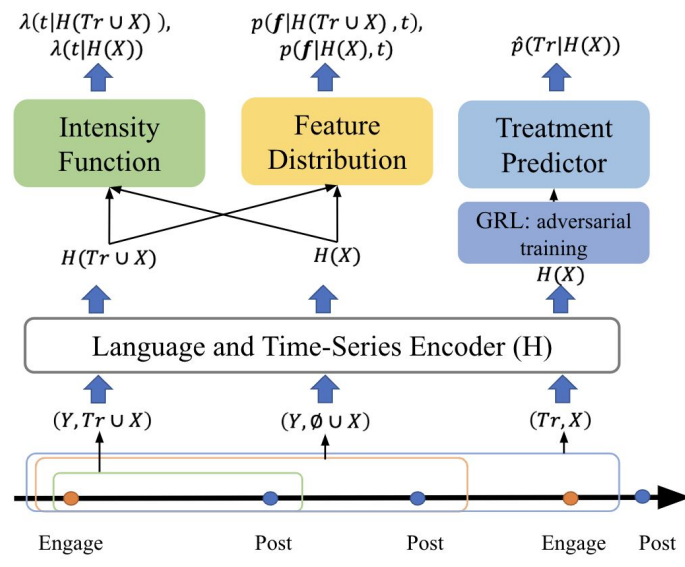 λ(t|H(Tr ∪ X) ),
λ(t|H(X))
p(f|H(Tr ∪ X) ,t),
p(f|H(X),t)
p̂(Tr|H(X))
Intensity
Function
Feature
Distribution
Treatment
Predictor
GRL: adversarial
training
H(Tr ∪ X)
H(X)
H(X)
Language and Time-Series Encoder (H)
(Y,Tr ∪ X)
(Y,∅ ∪ X)
(Tr,X)
Engage
Post
Post
Engage
Post